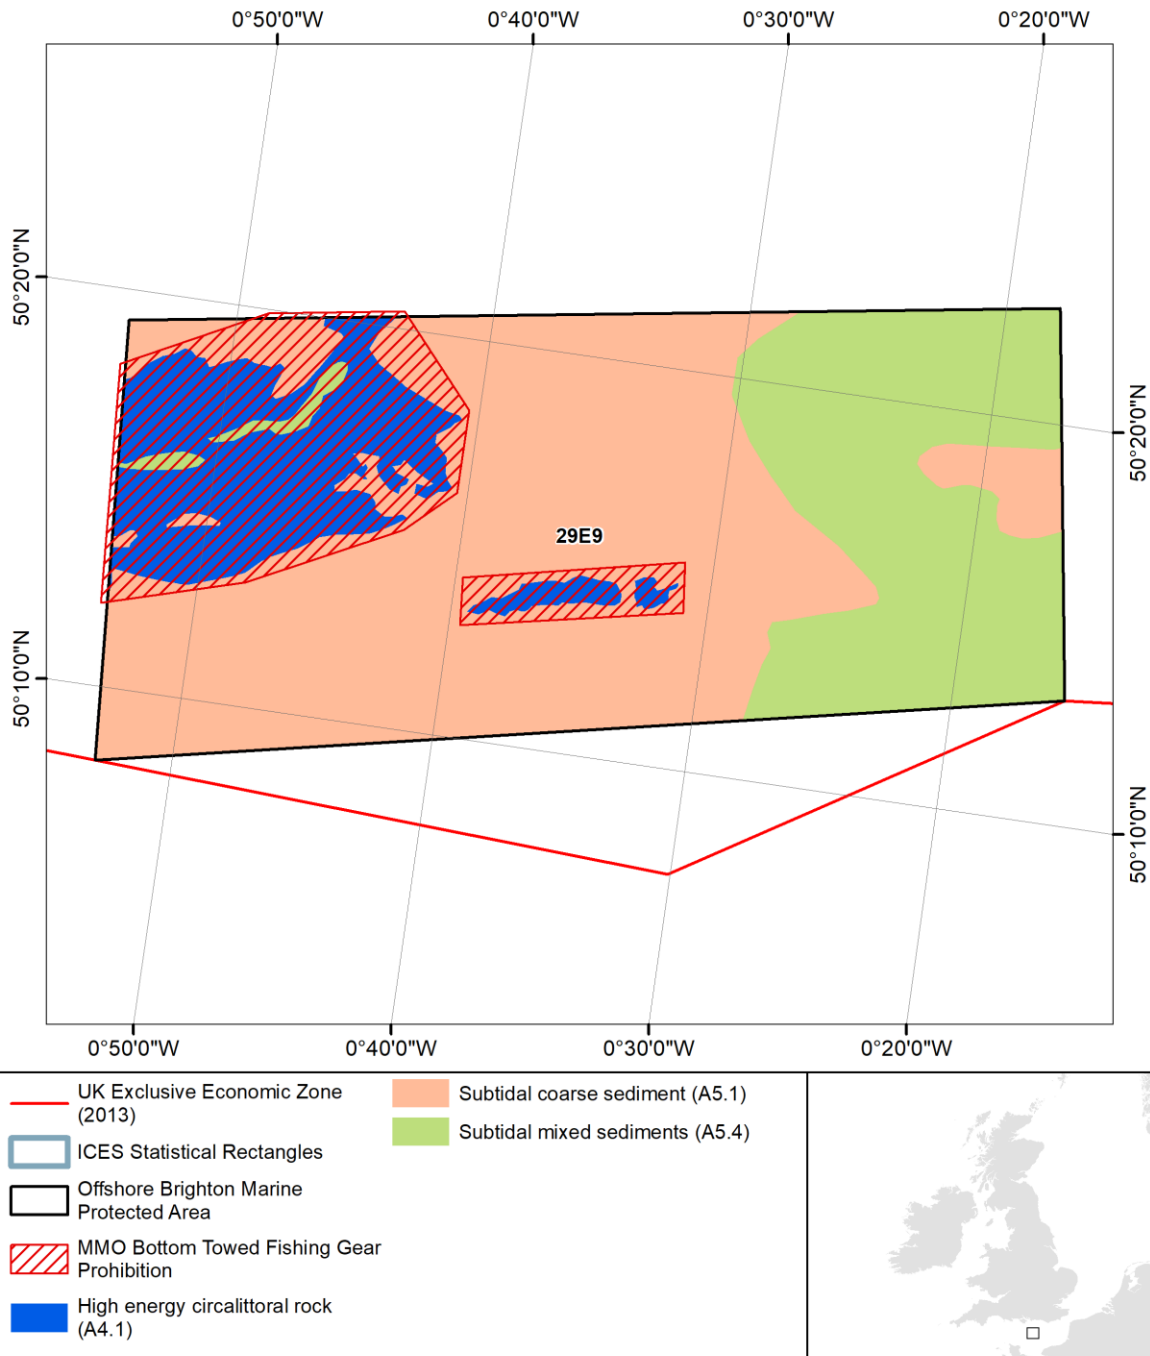 0°50'0"W
0°40'0"W
0°30'0"W
0°20'0"W
50°20'0"N
50°20'0"N
29E9
50°10'0"N
50°10'0"N
0°50'0"W
0°40'0"W
0°30'0"W
0°20'0"W
UK Exclusive Economic Zone
(2013)
ICES Statistical Rectangles
Offshore Brighton Marine
Protected Area
MMO Bottom Towed Fishing Gear
Prohibition
High energy circalittoral rock
(A4.1)
Subtidal coarse sediment (A5.1)
Subtidal mixed sediments (A5.4)